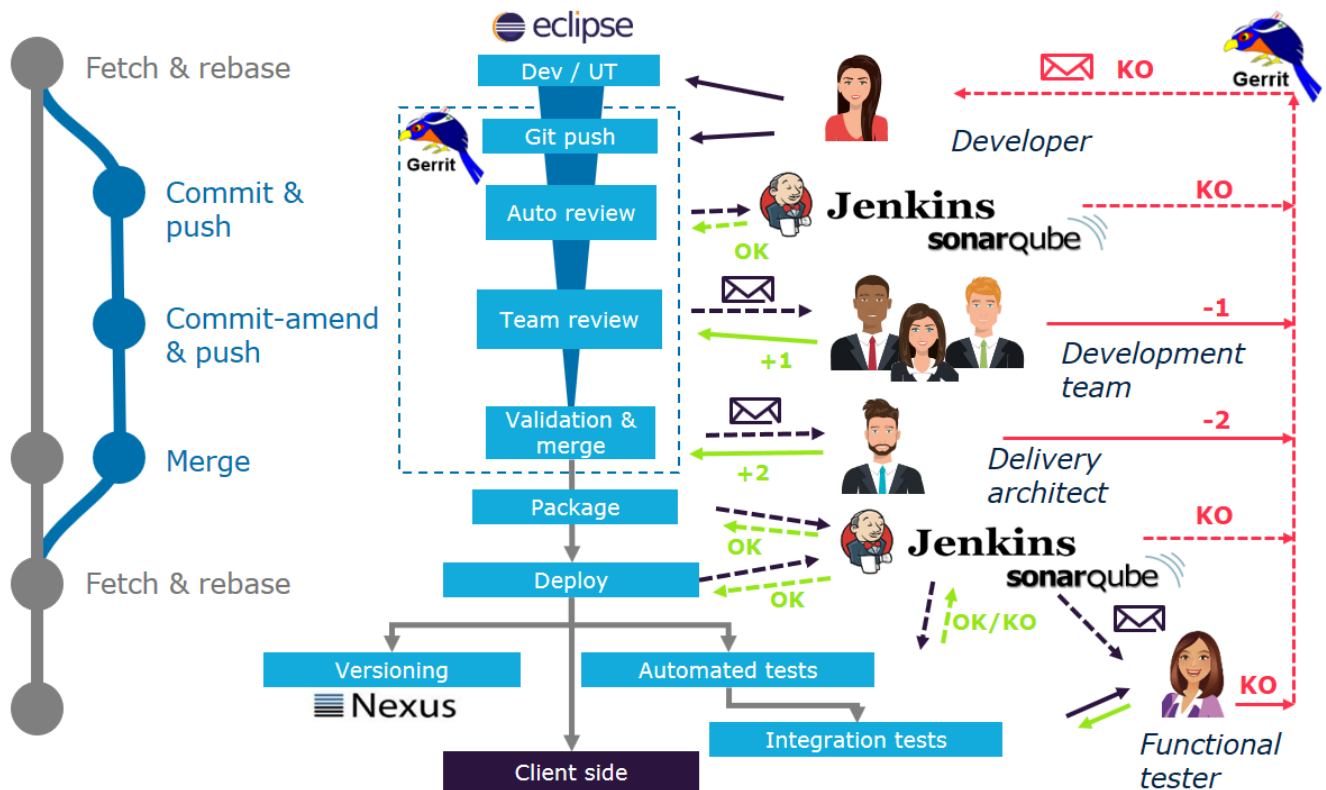 eclipse
Fetch & rebase
Dev / UT
KO
Gerrit
Gerrit
Git push
Developer
Commit &
push
Auto review
Jenkins
sonarqube
KO
OK
Commit-amend
& push
Team review
-1
+1
Development
team
Validation &
merge
-2
Merge
+2
Delivery
architect
Package
KO
OK
Jenkins
sonarqube
Fetch & rebase
Deploy
OK
OK/KO
Versioning
Automated tests
Nexus
KO
Integration tests
Functional
tester
Client side